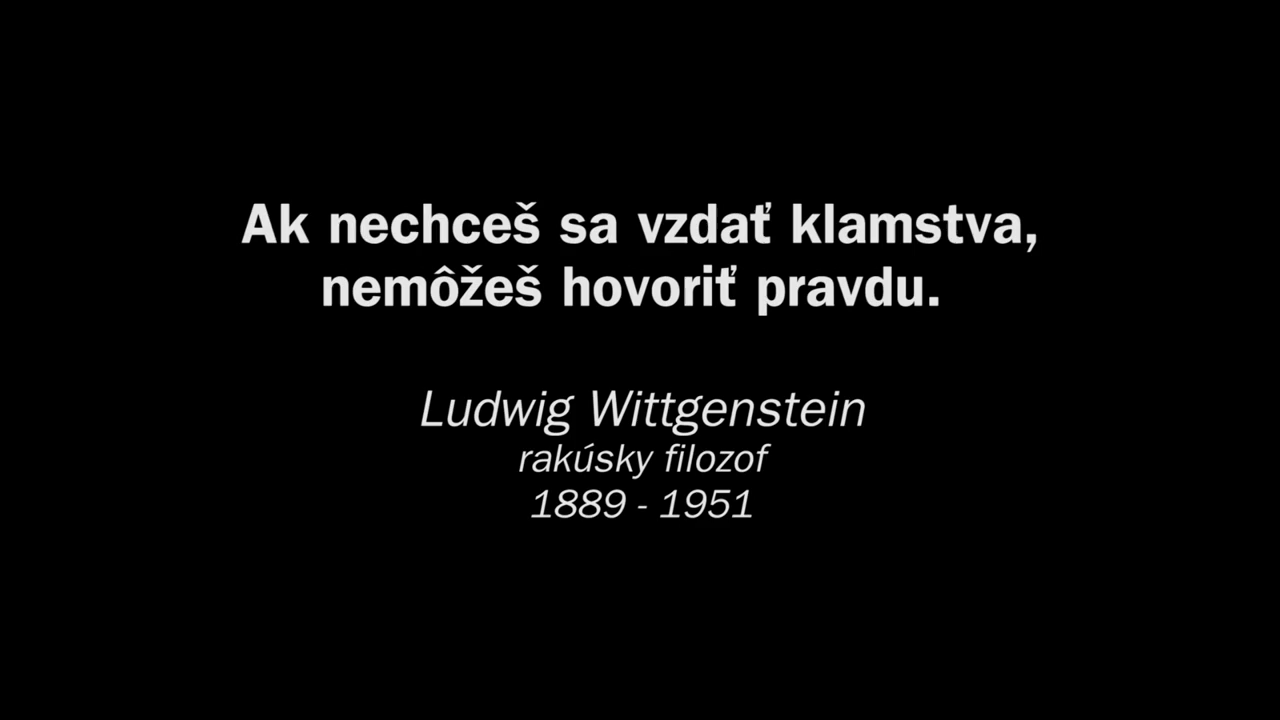 Ak nechceš sa vzdať klamstva,
nemôžeš hovoriť pravdu.
Ludwig Wittgenstein
rakúsky filozof
1889 - 1951